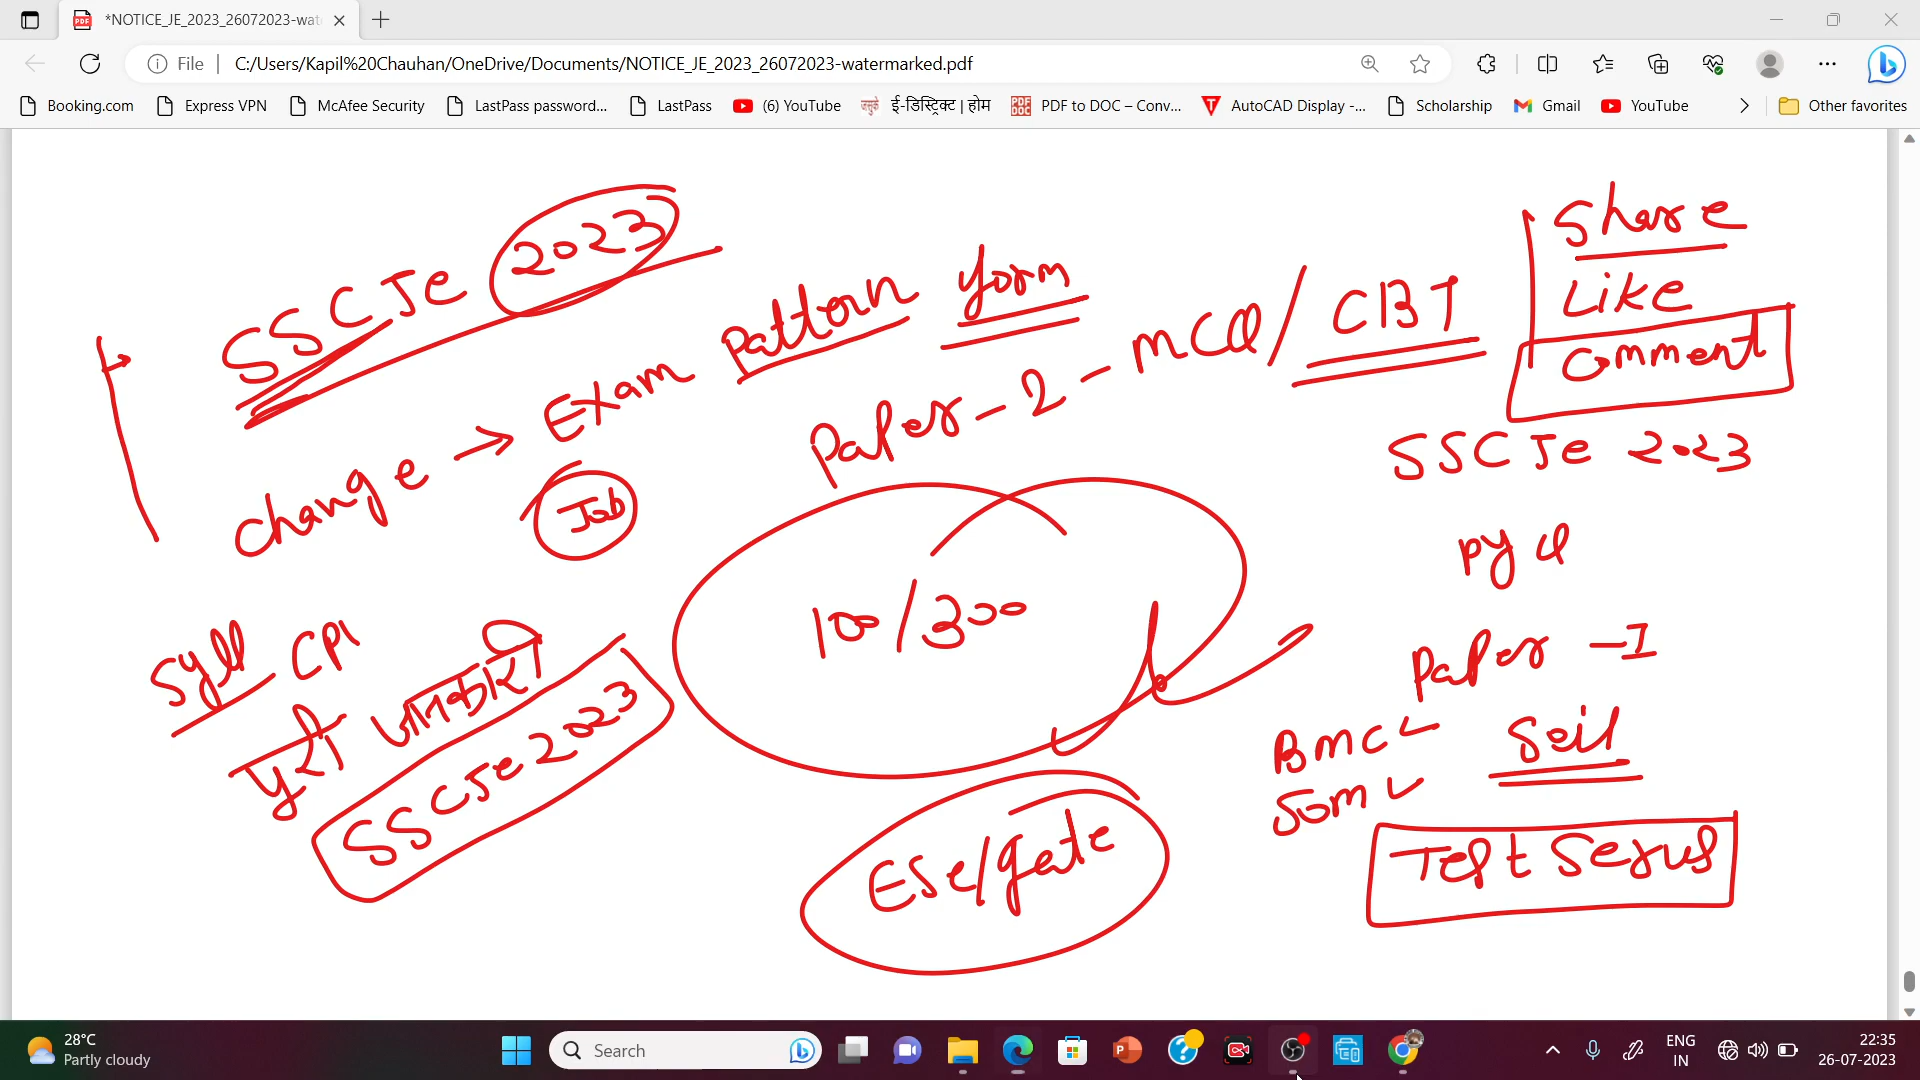 *NOTICE_JE_2023_26072023-wat
File
C:/Users/Kapil%20Chauhan/OneDrive/Documents/NOTICE_JE_2023_26072023-watermarked.pdf
Booking.com Express VPN McAfee Security LastPass password... LastPass (6) YouTube ई-डिस्ट्रिक्ट | होम PDF to DOC – Conv... AutoCAD Display -... Scholarship Gmail YouTube Other favorites
SSC Je 2023
Share
Like
Comment
change → Exam Pattern form
Paper - 2 - MCQ / CBT
Job
SSC Je 2023
PYQ
100/300
Syll CPI
पूरी जानकारी
SSC Je 2023
Paper - I
BMC Soil
SOM
ESE/gate
Test Series
28°C
Partly cloudy
Search
ENG
IN
22:35
26-07-2023